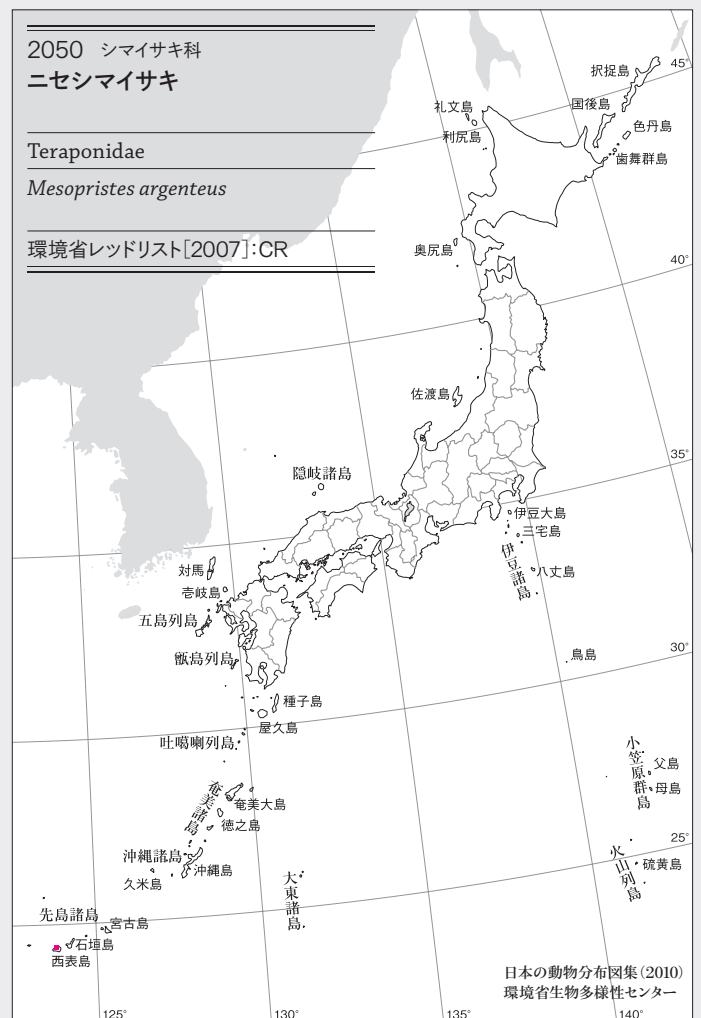 2050 シマイサキ科
ニセシマイサキ
Teraponidae
Mesopristes argenteus
環境省レッドリスト[2007]:CR
択捉島
45°
礼文島
国後島
利尻島
色丹島
歯舞群島
奥尻島
40°
佐渡島
35°
隠岐諸島
伊豆大島
三宅島
伊豆諸島
八丈島
対馬
壱岐島
五島列島
甑島列島
鳥島
30°
種子島
屋久島
吐噶喇列島
小笠原群島
父島
母島
奄美諸島
奄美大島
徳之島
25°
沖縄諸島
沖縄島
久米島
火山列島
硫黄島
大東諸島
先島諸島
宮古島
石垣島
西表島
日本の動物分布図集(2010)
環境省生物多様性センター
125°
130°
135°
140°